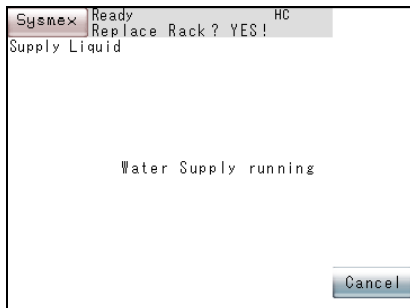 Sysmex Ready HC
Replace Rack? YES!
Supply Liquid
Water Supply running
Cancel